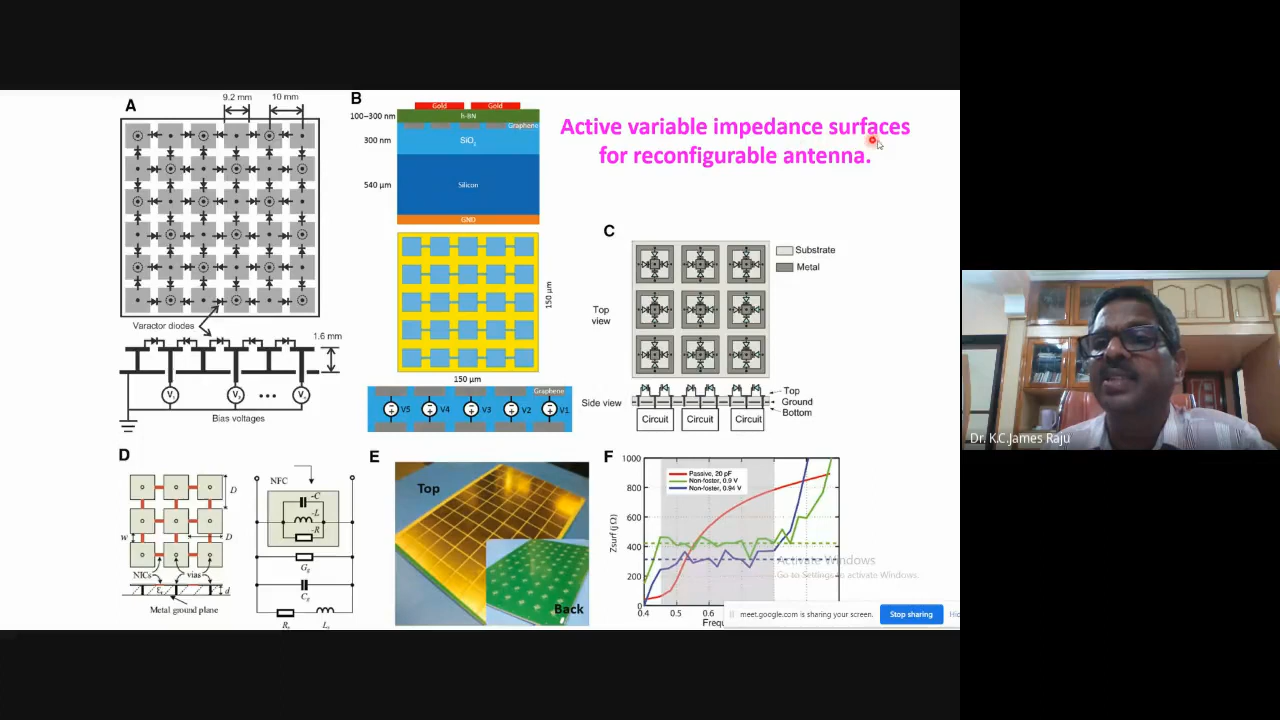 A
9.2 mm
10 mm
Varactor diodes
1.6 mm
Bias voltages
B
Gold
Gold
100–300 nm
h-BN
Graphene
300 nm
SiO2
540 μm
Silicon
GND
150 μm
150 μm
Graphene
V5
V4
V3
V2
V1
Active variable impedance surfaces
for reconfigurable antenna.
C
Substrate
Metal
Top
view
Side view
Top
Ground
Bottom
Circuit
Circuit
Circuit
D
D
w
D
NICs
vias
d
Metal ground plane
NFC
-C
-L
-R
Gg
Cg
E
Top
Back
F
1000
800
600
400
200
0
Zsurf (j Ω)
Passive, 20 pF
Non-foster, 0.9 V
Non-foster, 0.94 V
0.4
0.5
0.6
Frequ
Activate Windows
Go to Settings to activate Windows.
meet.google.com is sharing your screen.
Stop sharing
Dr. K.C.James Raju